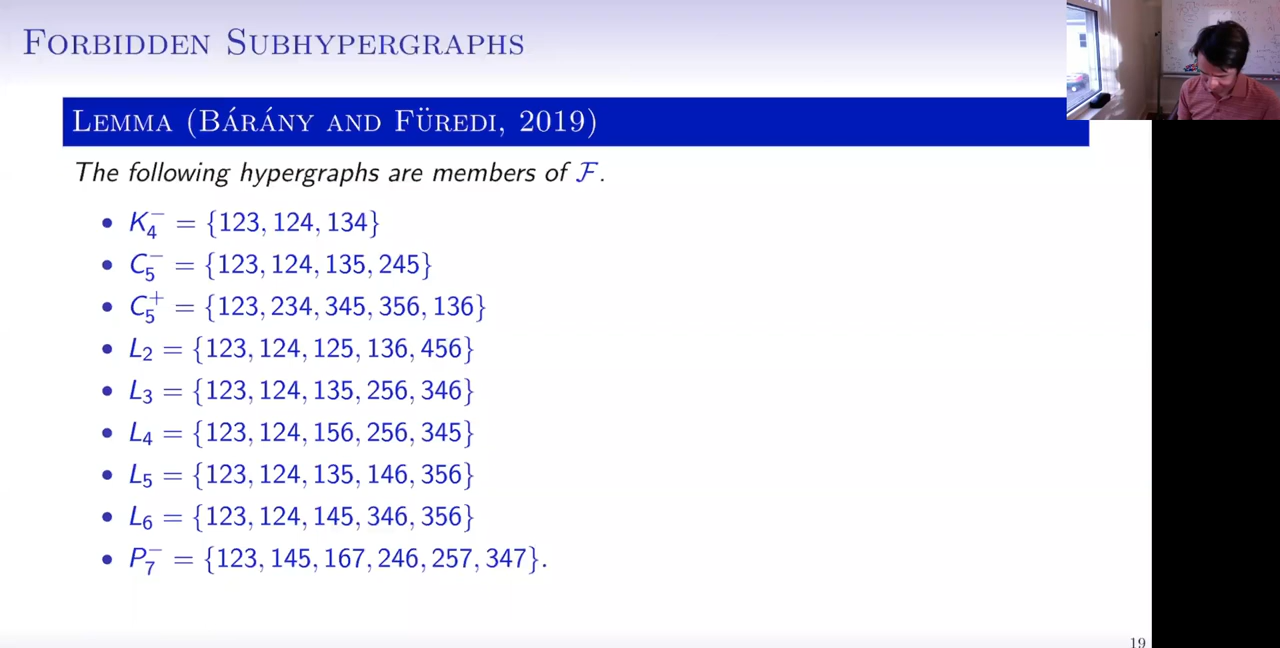 FORBIDDEN SUBHYPERGRAPHS
LEMMA (BÁRÁNY AND FÜREDI, 2019)
The following hypergraphs are members of ℱ.
• K₄⁻ = {123, 124, 134}
• C₅⁻ = {123, 124, 135, 245}
• C₅⁺ = {123, 234, 345, 356, 136}
• L₂ = {123, 124, 125, 136, 456}
• L₃ = {123, 124, 135, 256, 346}
• L₄ = {123, 124, 156, 256, 345}
• L₅ = {123, 124, 135, 146, 356}
• L₆ = {123, 124, 145, 346, 356}
• P₇⁻ = {123, 145, 167, 246, 257, 347}.
19